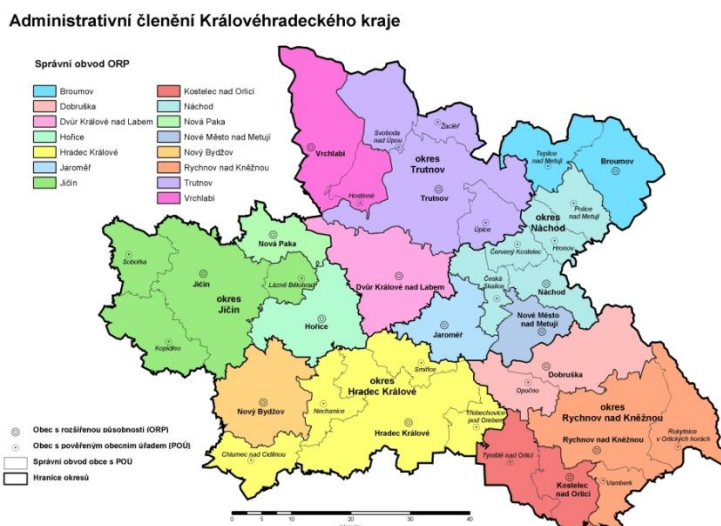 Administrativní členění Královéhradeckého kraje
Správní obvod ORP
Broumov
Dobruška
Dvůr Králové nad Labem
Hořice
Hradec Králové
Jaroměř
Jičín
Kostelec nad Orlicí
Náchod
Nová Paka
Nové Město nad Metují
Nový Bydžov
Rychnov nad Kněžnou
Trutnov
Vrchlabí
Žacléř
Svoboda
nad Úpou
Vrchlabí
okres
Trutnov
Trutnov
Hostinné
Úpice
Teplice
nad Metují
Broumov
Police
nad Metují
okres
Náchod
Hronov
Červený Kostelec
Česká
Skalice
Náchod
Nové Město
nad Metují
Nová Paka
Sobotka
Jičín
Lázně Bělohrad
okres
Jičín
Kopidlno
Hořice
Dvůr Králové nad Labem
Jaroměř
Smiřice
okres
Hradec Králové
Nový Bydžov
Nechanice
Třebechovice
pod Orebem
Hradec Králové
Chlumec nad Cidlinou
Dobruška
Opočno
okres
Rychnov nad Kněžnou
Rokytnice
v Orlických horách
Rychnov nad Kněžnou
Týniště nad Orlicí
Kostelec
nad Orlicí
Vamberk
Obec s rozšířenou působností (ORP)
Obec s pověřeným obecním úřadem (POÚ)
Správní obvod obce s POÚ
Hranice okresů
0 5 10 20 30 40